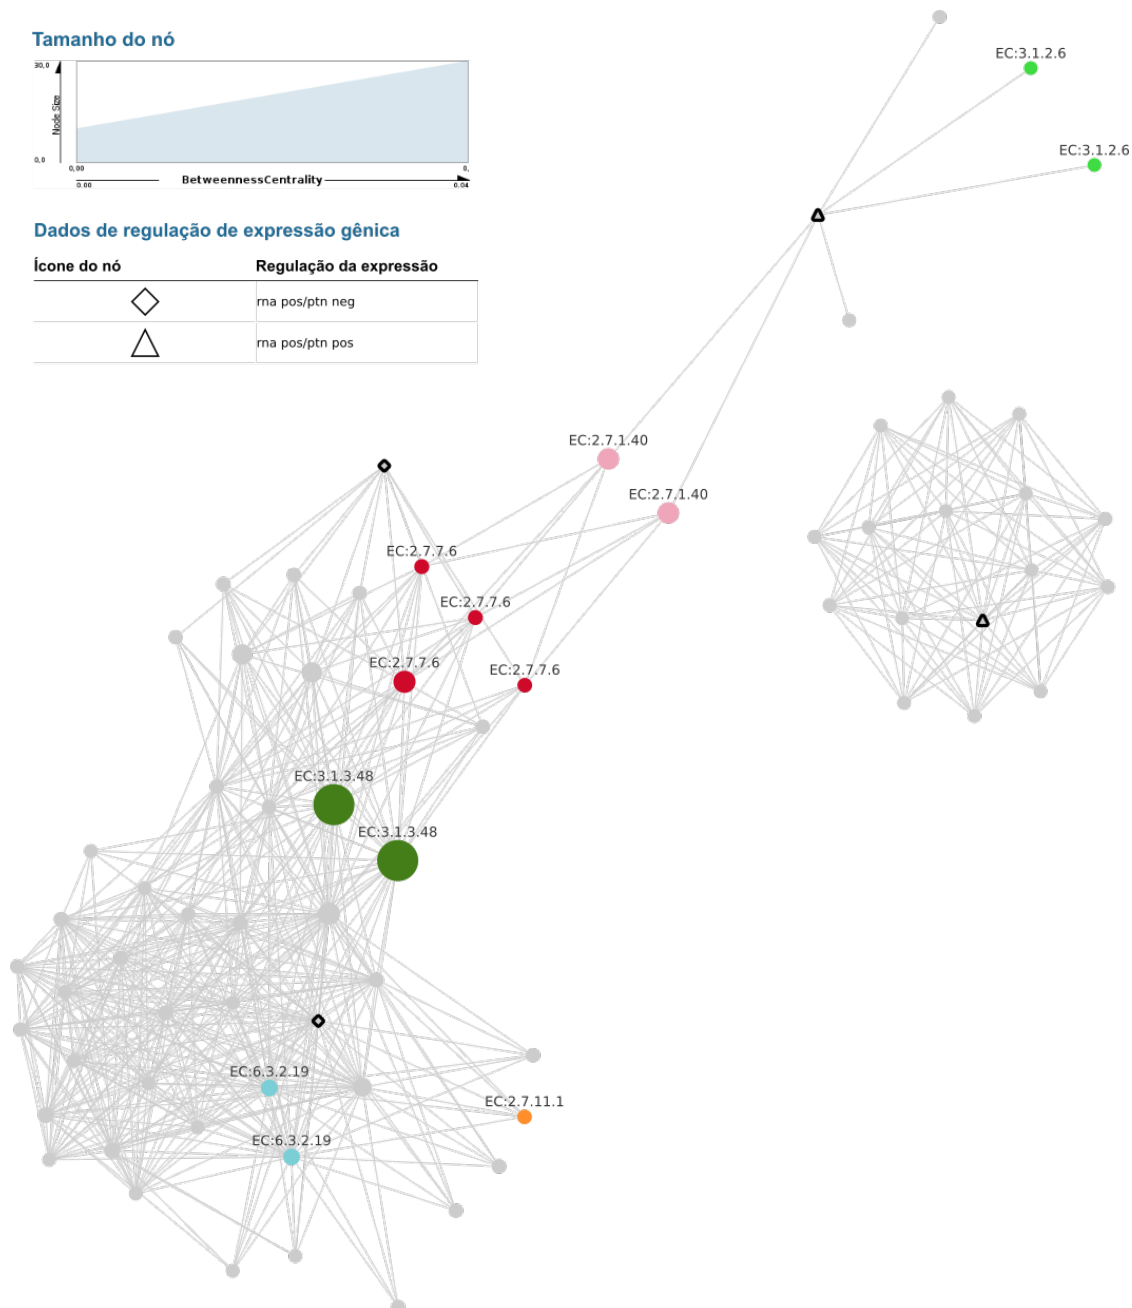 Tamanho do nó
30,0
Node Size
0,0
0,00
0,
BetweennessCentrality
0.00
0.04
Dados de regulação de expressão gênica
Ícone do nó Regulação da expressão
rna pos/ptn neg
rna pos/ptn pos
EC:3.1.2.6
EC:3.1.2.6
EC:2.7.1.40
EC:2.7.1.40
EC:2.7.7.6
EC:2.7.7.6
EC:2.7.7.6
EC:2.7.7.6
EC:3.1.3.48
EC:3.1.3.48
EC:6.3.2.19
EC:2.7.11.1
EC:6.3.2.19